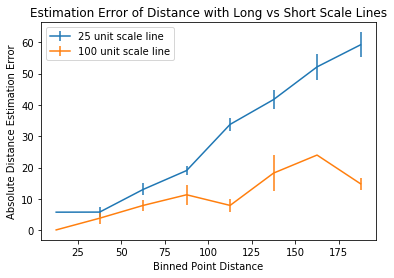 Estimation Error of Distance with Long vs Short Scale Lines
25 unit scale line
100 unit scale line
Absolute Distance Estimation Error
60
50
40
30
20
10
0
25
50
75
100
125
150
175
Binned Point Distance